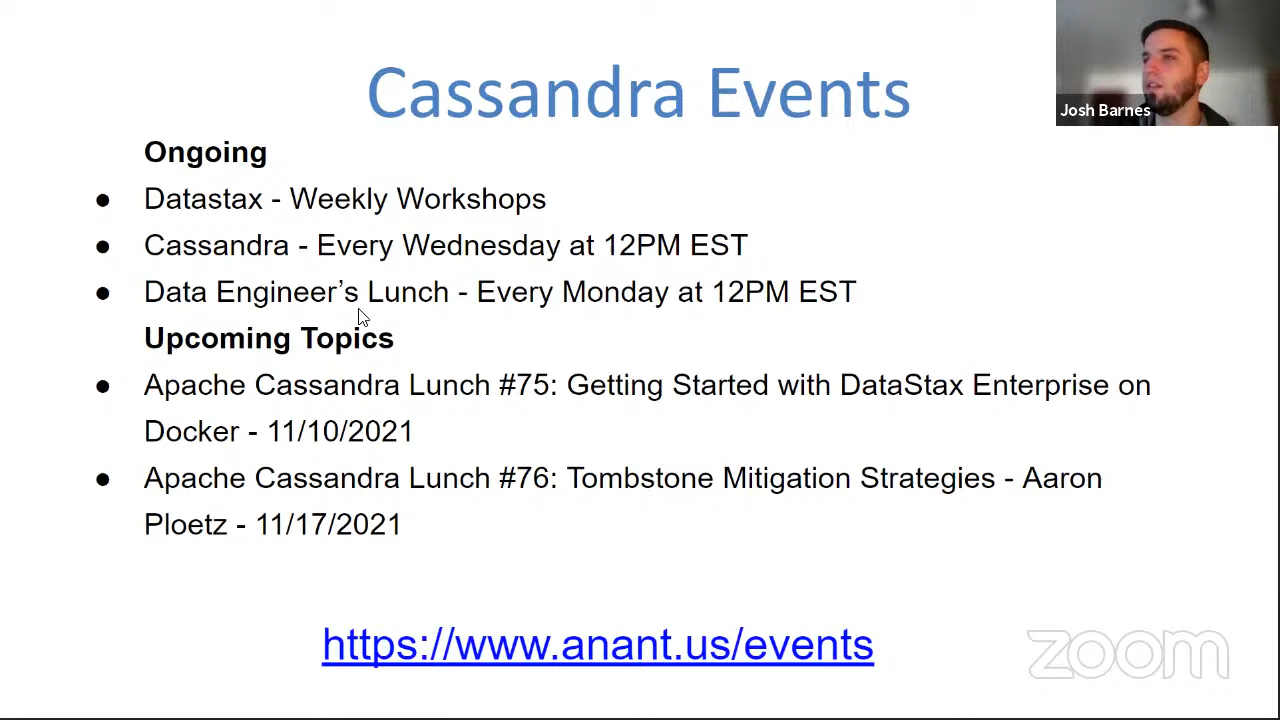 Cassandra Events
Josh Barnes
Ongoing
● Datastax - Weekly Workshops
● Cassandra - Every Wednesday at 12PM EST
● Data Engineer’s Lunch - Every Monday at 12PM EST
Upcoming Topics
● Apache Cassandra Lunch #75: Getting Started with DataStax Enterprise on
Docker - 11/10/2021
● Apache Cassandra Lunch #76: Tombstone Mitigation Strategies - Aaron
Ploetz - 11/17/2021
https://www.anant.us/events
zoom